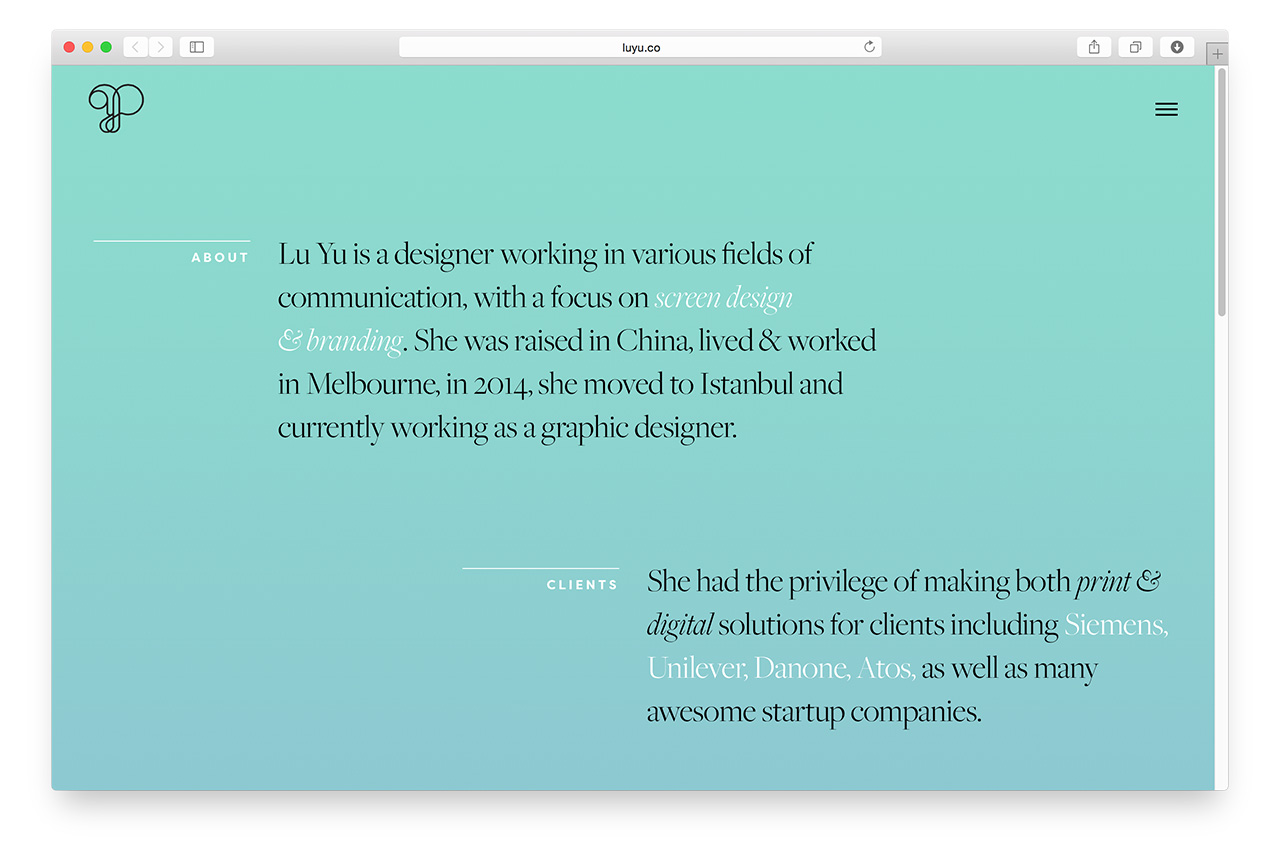 luyu.co
ABOUT
Lu Yu is a designer working in various fields of
communication, with a focus on screen design
& branding. She was raised in China, lived & worked
in Melbourne, in 2014, she moved to Istanbul and
currently working as a graphic designer.
CLIENTS
She had the privilege of making both print &
digital solutions for clients including Siemens,
Unilever, Danone, Atos, as well as many
awesome startup companies.